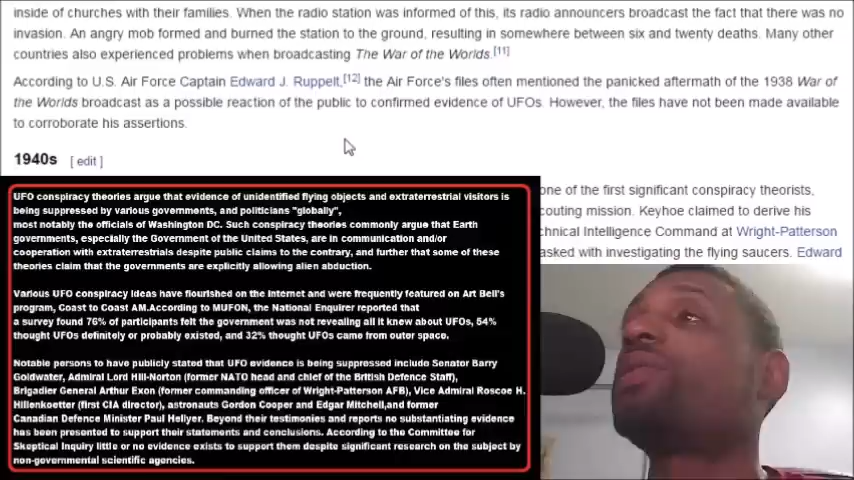 inside of churches with their families. When the radio station was informed of this, its radio announcers broadcast the fact that there was no
invasion. An angry mob formed and burned the station to the ground, resulting in somewhere between six and twenty deaths. Many other
countries also experienced problems when broadcasting The War of the Worlds.[11]
According to U.S. Air Force Captain Edward J. Ruppelt,[12] the Air Force's files often mentioned the panicked aftermath of the 1938 War of
the Worlds broadcast as a possible reaction of the public to confirmed evidence of UFOs. However, the files have not been made available
to corroborate his assertions.
1940s [ edit ]
one of the first significant conspiracy theorists,
couting mission. Keyhoe claimed to derive his
chnical Intelligence Command at Wright-Patterson
asked with investigating the flying saucers. Edward
UFO conspiracy theories argue that evidence of unidentified flying objects and extraterrestrial visitors is
being suppressed by various governments, and politicians "globally",
most notably the officials of Washington DC. Such conspiracy theories commonly argue that Earth
governments, especially the Government of the United States, are in communication and/or
cooperation with extraterrestrials despite public claims to the contrary, and further that some of these
theories claim that the governments are explicitly allowing alien abduction.
Various UFO conspiracy ideas have flourished on the internet and were frequently featured on Art Bell's
program, Coast to Coast AM.According to MUFON, the National Enquirer reported that
a survey found 76% of participants felt the government was not revealing all it knew about UFOs, 54%
thought UFOs definitely or probably existed, and 32% thought UFOs came from outer space.
Notable persons to have publicly stated that UFO evidence is being suppressed include Senator Barry
Goldwater, Admiral Lord Hill-Norton (former NATO head and chief of the British Defence Staff),
Brigadier General Arthur Exon (former commanding officer of Wright-Patterson AFB), Vice Admiral Roscoe H.
Hillenkoetter (first CIA director), astronauts Gordon Cooper and Edgar Mitchell,and former
Canadian Defence Minister Paul Hellyer. Beyond their testimonies and reports no substantiating evidence
has been presented to support their statements and conclusions. According to the Committee for
Skeptical Inquiry little or no evidence exists to support them despite significant research on the subject by
non-governmental scientific agencies.